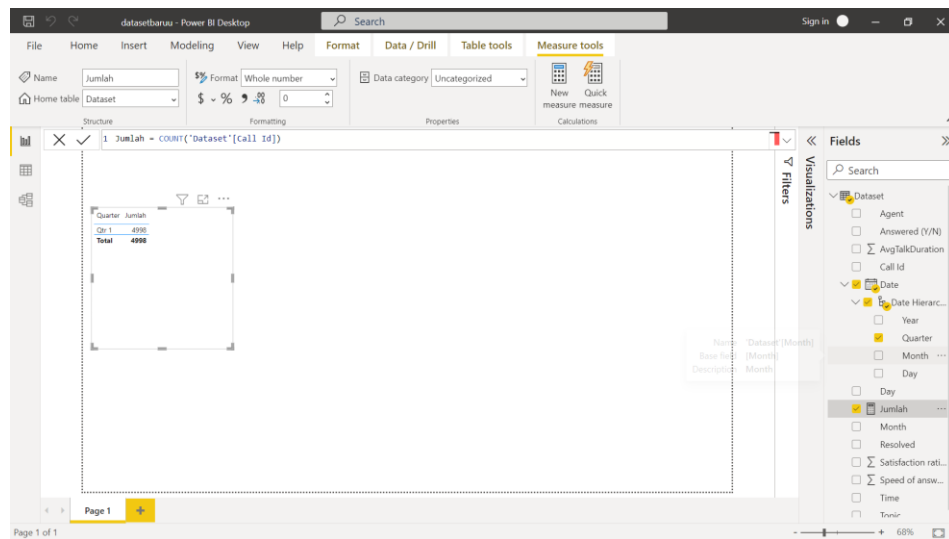 datasetbaruu - Power BI Desktop
Search
Sign in
File Home Insert Modeling View Help Format Data / Drill Table tools Measure tools
Name Jumlah
Home table Dataset
Structure
$% Format Whole number
$ % 9 .00 0
Formatting
Data category Uncategorized
Properties
New measure
Quick measure
Calculations
1 Jumlah = COUNT('Dataset'[Call Id])
Quarter Jumlah
Qtr 1 4998
Total 4998
Name 'Dataset'[Month]
Base field [Month]
Description Month
Filters
Visualizations
Fields
Search
Dataset
Agent
Answered (Y/N)
AvgTalkDuration
Call Id
Date
Date Hierarc...
Year
Quarter
Month
Day
Day
Jumlah
Month
Resolved
Satisfaction rati...
Speed of answ...
Time
Topic
Page 1
Page 1 of 1
68%